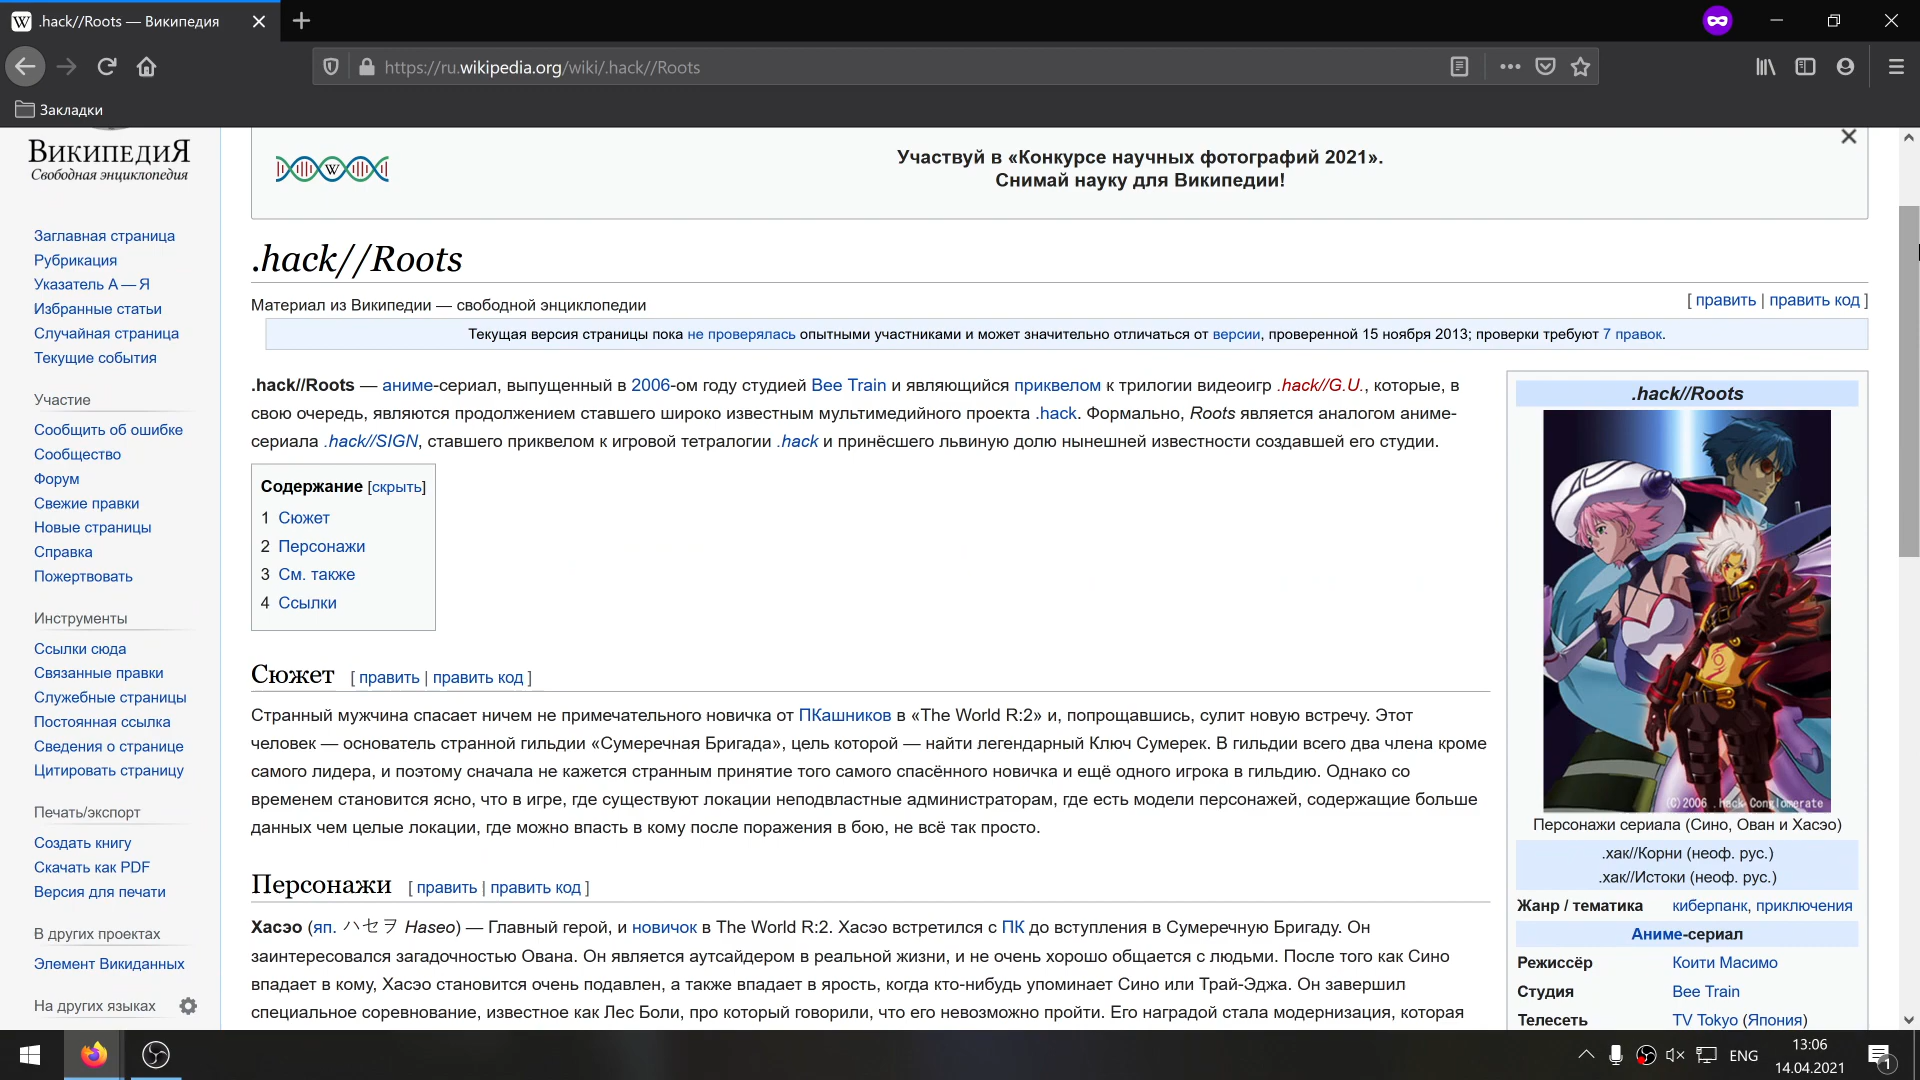 .hack//Roots — Википедия
https://ru.wikipedia.org/wiki/.hack//Roots
Закладки
ВикипедиЯ
Свободная энциклопедия
Заглавная страница
Рубрикация
Указатель А — Я
Избранные статьи
Случайная страница
Текущие события
Участие
Сообщить об ошибке
Сообщество
Форум
Свежие правки
Новые страницы
Справка
Пожертвовать
Инструменты
Ссылки сюда
Связанные правки
Служебные страницы
Постоянная ссылка
Сведения о странице
Цитировать страницу
Печать/экспорт
Создать книгу
Скачать как PDF
Версия для печати
В других проектах
Элемент Викиданных
На других языках
W
Участвуй в «Конкурсе научных фотографий 2021».
Снимай науку для Википедии!
.hack//Roots
Материал из Википедии — свободной энциклопедии
[ править | править код ]
Текущая версия страницы пока не проверялась опытными участниками и может значительно отличаться от версии, проверенной 15 ноября 2013; проверки требуют 7 правок.
.hack//Roots — аниме-сериал, выпущенный в 2006-ом году студией Bee Train и являющийся приквелом к трилогии видеоигр .hack//G.U., которые, в
свою очередь, являются продолжением ставшего широко известным мультимедийного проекта .hack. Формально, Roots является аналогом аниме-
сериала .hack//SIGN, ставшего приквелом к игровой тетралогии .hack и принёсшего львиную долю нынешней известности создавшей его студии.
Содержание [скрыть]
1 Сюжет
2 Персонажи
3 См. также
4 Ссылки
Сюжет [ править | править код ]
Странный мужчина спасает ничем не примечательного новичка от ПКашников в «The World R:2» и, попрощавшись, сулит новую встречу. Этот
человек — основатель странной гильдии «Сумеречная Бригада», цель которой — найти легендарный Ключ Сумерек. В гильдии всего два члена кроме
самого лидера, и поэтому сначала не кажется странным принятие того самого спасённого новичка и ещё одного игрока в гильдию. Однако со
временем становится ясно, что в игре, где существуют локации неподвластные администраторам, где есть модели персонажей, содержащие больше
данных чем целые локации, где можно впасть в кому после поражения в бою, не всё так просто.
Персонажи [ править | править код ]
Хасэо (яп. ハセヲ Haseo) — Главный герой, и новичок в The World R:2. Хасэо встретился с ПК до вступления в Сумеречную Бригаду. Он
заинтересовался загадочностью Ована. Он является аутсайдером в реальной жизни, и не очень хорошо общается с людьми. После того как Сино
впадает в кому, Хасэо становится очень подавлен, а также впадает в ярость, когда кто-нибудь упоминает Сино или Трай-Эджа. Он завершил
специальное соревнование, известное как Лес Боли, про который говорили, что его невозможно пройти. Его наградой стала модернизация, которая
.hack//Roots
(C)2006 .hack Conglomerate
Персонажи сериала (Сино, Ован и Хасэо)
.хак//Корни (неоф. рус.)
.хак//Истоки (неоф. рус.)
Жанр / тематика киберпанк, приключения
Аниме-сериал
Режиссёр Коити Масимо
Студия Bee Train
Телесеть TV Tokyo (Япония)
ENG
13:06
14.04.2021
1